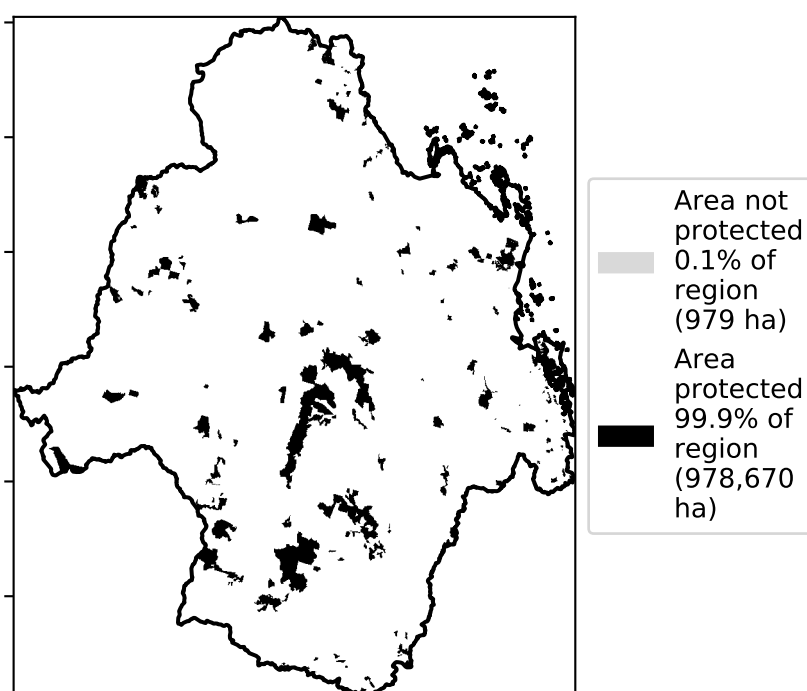 Area not
protected
0.1% of
region
(979 ha)
Area
protected
99.9% of
region
(978,670
ha)